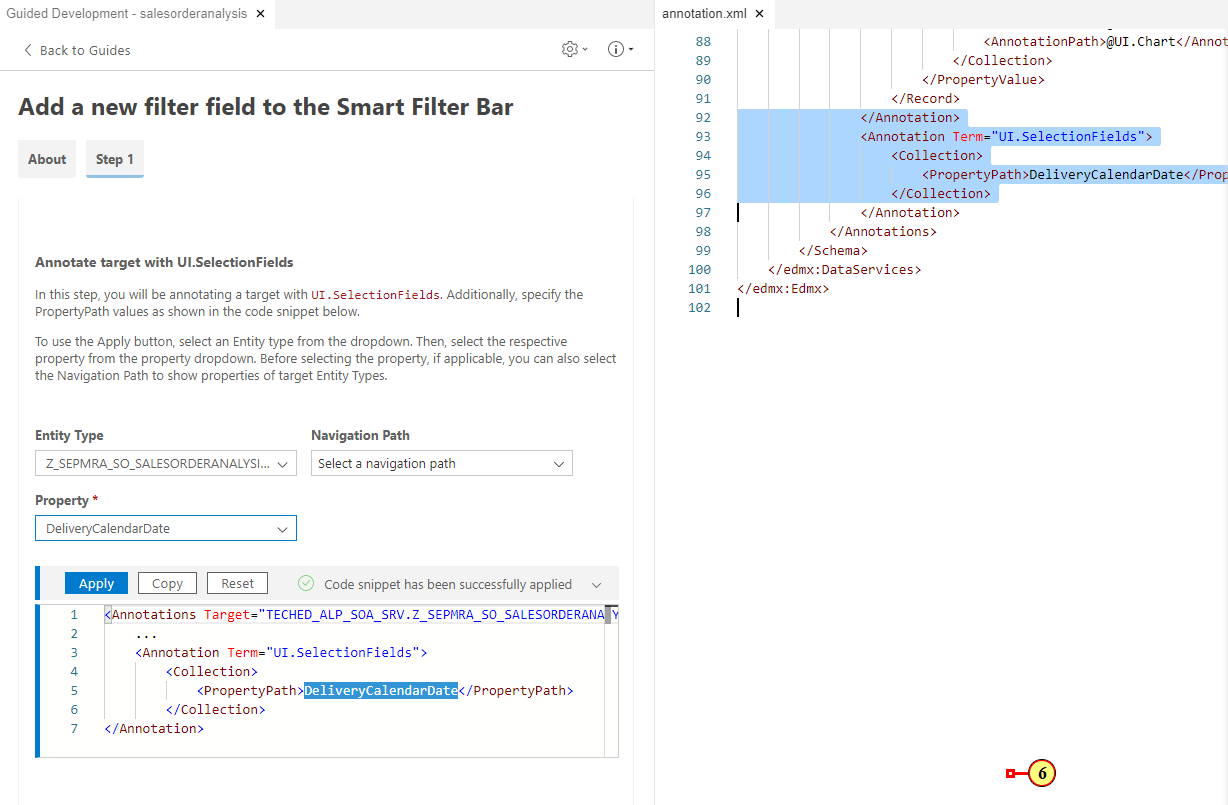 Guided Development - salesorderanalysis ×
Back to Guides
Add a new filter field to the Smart Filter Bar
About
Step 1
Annotate target with UI.SelectionFields
In this step, you will be annotating a target with UI.SelectionFields. Additionally, specify the
PropertyPath values as shown in the code snippet below.
To use the Apply button, select an Entity type from the dropdown. Then, select the respective
property from the property dropdown. Before selecting the property, if applicable, you can also select
the Navigation Path to show properties of target Entity Types.
Entity Type
Navigation Path
Z_SEPMRA_SO_SALESORDERANALYSI...
Select a navigation path
Property *
DeliveryCalendarDate
Apply
Copy
Reset
Code snippet has been successfully applied
1 <Annotations Target="TECHED_ALP_SOA_SRV.Z_SEPMRA_SO_SALESORDERANALY
2 ...
3 <Annotation Term="UI.SelectionFields">
4 <Collection>
5 <PropertyPath>DeliveryCalendarDate</PropertyPath>
6 </Collection>
7 </Annotation>
annotation.xml ×
88 <AnnotationPath>@UI.Chart</Annot
89 </Collection>
90 </PropertyValue>
91 </Record>
92 </Annotation>
93 <Annotation Term="UI.SelectionFields">
94 <Collection>
95 <PropertyPath>DeliveryCalendarDate</Prop
96 </Collection>
97 </Annotation>
98 </Annotations>
99 </Schema>
100 </edmx:DataServices>
101 </edmx:Edmx>
102
6